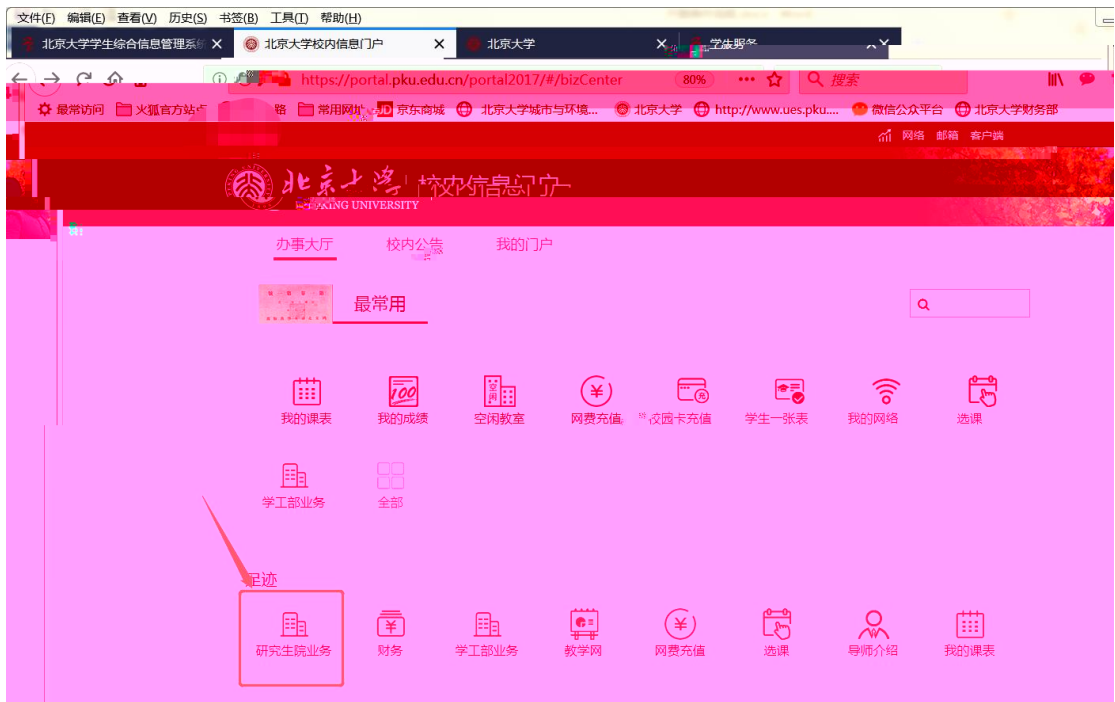 文件(F) 编辑(E) 查看(V) 历史(S) 书签(B) 工具(T) 帮助(H)
北京大学学生综合信息管理系统 北京大学校内信息门户 北京大学 学生服务
https://portal.pku.edu.cn/portal2017/#/bizCenter 80% 搜索
最常访问 火狐官方站点 常用网址 京东商城 北京大学城市与环境... 北京大学 http://www.ues.pku.... 微信公众平台 北京大学财务部
网络 邮箱 客户端
北京大学 校内信息门户
UNIVERSITY
办事大厅 校内公告 我的门户
最常用
我的课表 我的成绩 空闲教室 网费充值 校园卡充值 学生一张表 我的网络 选课
学工部业务 全部
足迹
研究生院业务 财务 学工部业务 教学网 网费充值 选课 导师介绍 我的课表